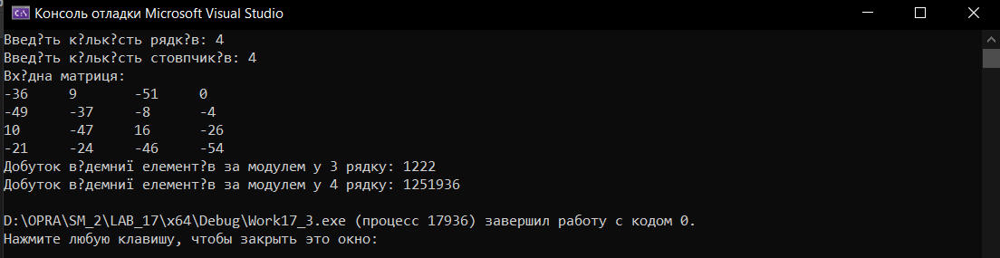 Консоль отладки Microsoft Visual Studio
Введ?ть к?льк?сть рядк?в: 4
Введ?ть к?льк?сть стовпчик?в: 4
Вх?дна матриця:
-36 9 -51 0
-49 -37 -8 -4
10 -47 16 -26
-21 -24 -46 -54
Добуток в?дємниї елемент?в за модулем у 3 рядку: 1222
Добуток в?дємниї елемент?в за модулем у 4 рядку: 1251936
D:\OPRA\SM_2\LAB_17\x64\Debug\Work17_3.exe (процесс 17936) завершил работу с кодом 0.
Нажмите любую клавишу, чтобы закрыть это окно: